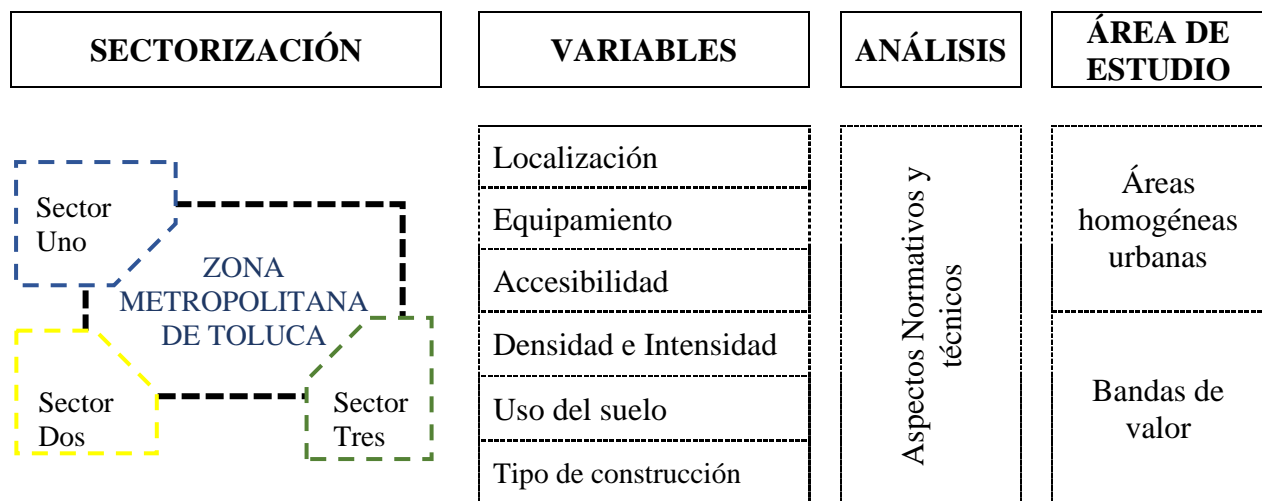 SECTORIZACIÓN
VARIABLES
ANÁLISIS
ÁREA DE
ESTUDIO
Sector
Uno
ZONA
METROPOLITANA
DE TOLUCA
Sector
Dos
Sector
Tres
Localización
Equipamiento
Accesibilidad
Densidad e Intensidad
Uso del suelo
Tipo de construcción
Aspectos Normativos y
técnicos
Áreas
homogéneas
urbanas
Bandas de
valor